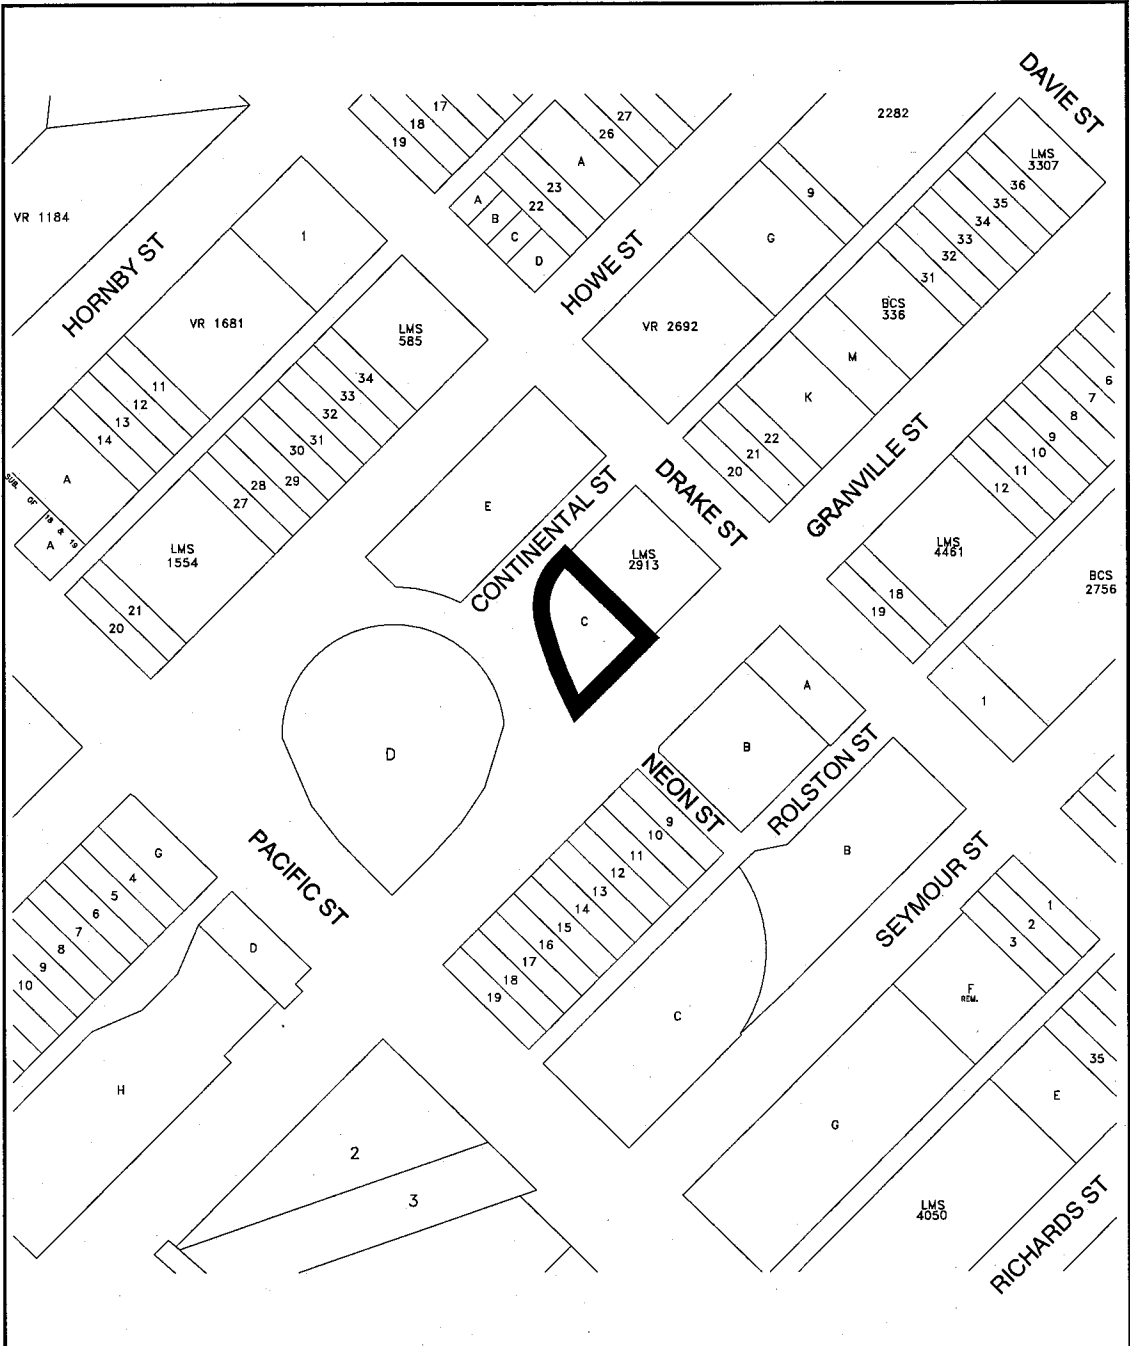 DAVIE ST
17
18
19
27
26
A
23
22
A
B
C
D
2282
9
G
LMS
3307
36
35
34
33
32
31
VR 1184
HORNBY ST
1
VR 1681
HOWE ST
VR 2692
BCS
336
M
K
LMS
585
34
33
32
31
30
29
28
27
11
12
13
14
A
SUB. OF 18 & 19
A
LMS
1554
21
20
22
21
20
GRANVILLE ST
6
7
8
9
10
11
12
E
CONTINENTAL ST
DRAKE ST
LMS
2913
C
LMS
4461
18
19
BCS
2756
1
A
B
D
NEON ST
ROLSTON ST
B
9
10
11
12
13
14
15
16
17
18
19
PACIFIC ST
G
4
5
6
7
8
9
10
D
SEYMOUR ST
1
2
3
F
REM.
C
35
E
H
G
2
3
LMS
4050
RICHARDS ST